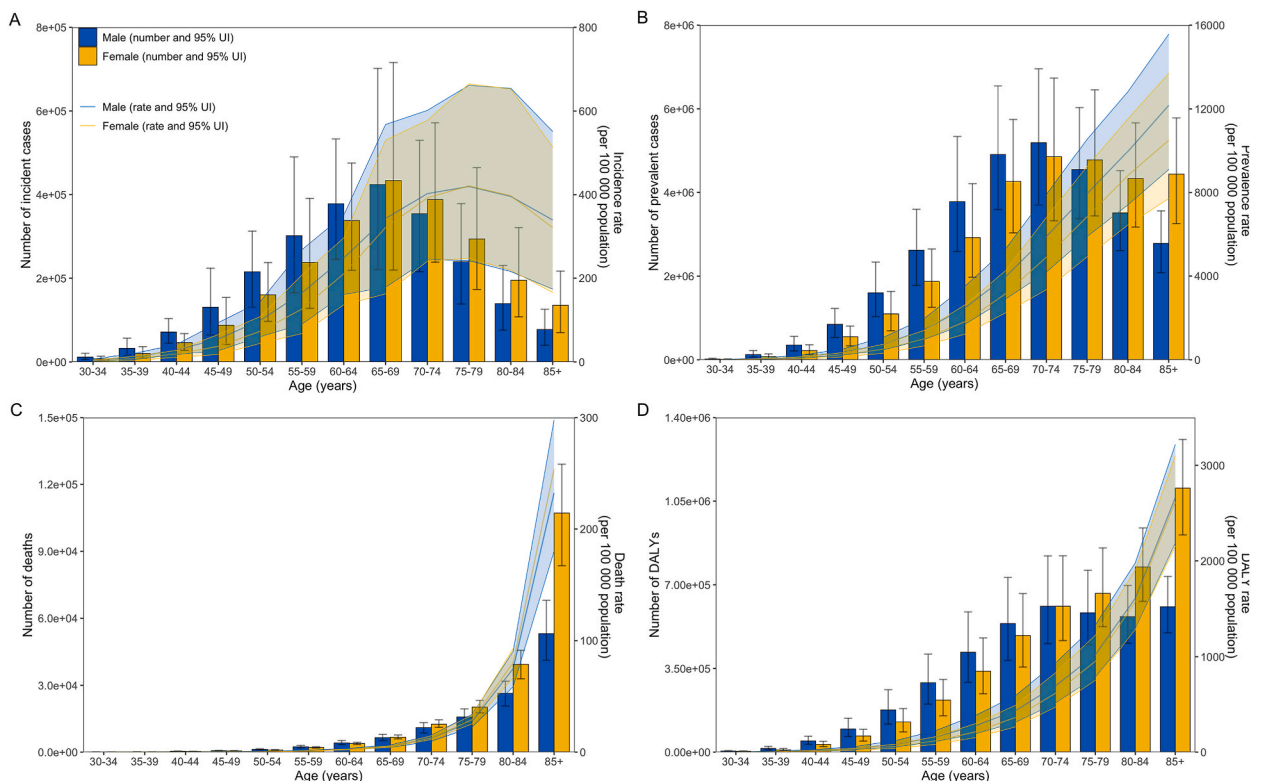 A
8e+05
6e+05
4e+05
2e+05
0e+00
Number of incident cases
Male (number and 95% UI)
Female (number and 95% UI)
Male (rate and 95% UI)
Female (rate and 95% UI)
800
600
400
200
0
Incidence rate
(per 100 000 population)
30-34 35-39 40-44 45-49 50-54 55-59 60-64 65-69 70-74 75-79 80-84 85+
Age (years)
B
8e+06
6e+06
4e+06
2e+06
0e+00
Number of prevalent cases
16000
12000
8000
4000
0
Prevalence rate
(per 100 000 population)
30-34 35-39 40-44 45-49 50-54 55-59 60-64 65-69 70-74 75-79 80-84 85+
Age (years)
C
1.5e+05
1.2e+05
9.0e+04
6.0e+04
3.0e+04
0.0e+00
Number of deaths
300
200
100
0
Death rate
(per 100 000 population)
30-34 35-39 40-44 45-49 50-54 55-59 60-64 65-69 70-74 75-79 80-84 85+
Age (years)
D
1.40e+06
1.05e+06
7.00e+05
3.50e+05
0.00e+00
Number of DALYs
3000
2000
1000
0
DALY rate
(per 100 000 population)
30-34 35-39 40-44 45-49 50-54 55-59 60-64 65-69 70-74 75-79 80-84 85+
Age (years)